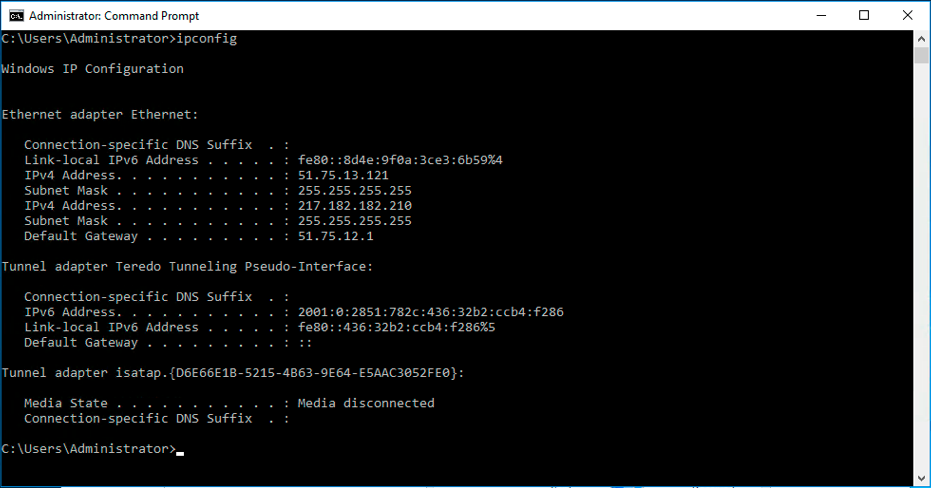 Administrator: Command Prompt
C:\Users\Administrator>ipconfig
Windows IP Configuration
Ethernet adapter Ethernet:
   Connection-specific DNS Suffix  . :
   Link-local IPv6 Address . . . . . : fe80::8d4e:9f0a:3ce3:6b59%4
   IPv4 Address. . . . . . . . . . . : 51.75.13.121
   Subnet Mask . . . . . . . . . . . : 255.255.255.255
   IPv4 Address. . . . . . . . . . . : 217.182.182.210
   Subnet Mask . . . . . . . . . . . : 255.255.255.255
   Default Gateway . . . . . . . . . : 51.75.12.1
Tunnel adapter Teredo Tunneling Pseudo-Interface:
   Connection-specific DNS Suffix  . :
   IPv6 Address. . . . . . . . . . . : 2001:0:2851:782c:436:32b2:ccb4:f286
   Link-local IPv6 Address . . . . . : fe80::436:32b2:ccb4:f286%5
   Default Gateway . . . . . . . . . : ::
Tunnel adapter isatap.{D6E66E1B-5215-4B63-9E64-E5AAC3052FE0}:
   Media State . . . . . . . . . . . : Media disconnected
   Connection-specific DNS Suffix  . :
C:\Users\Administrator>